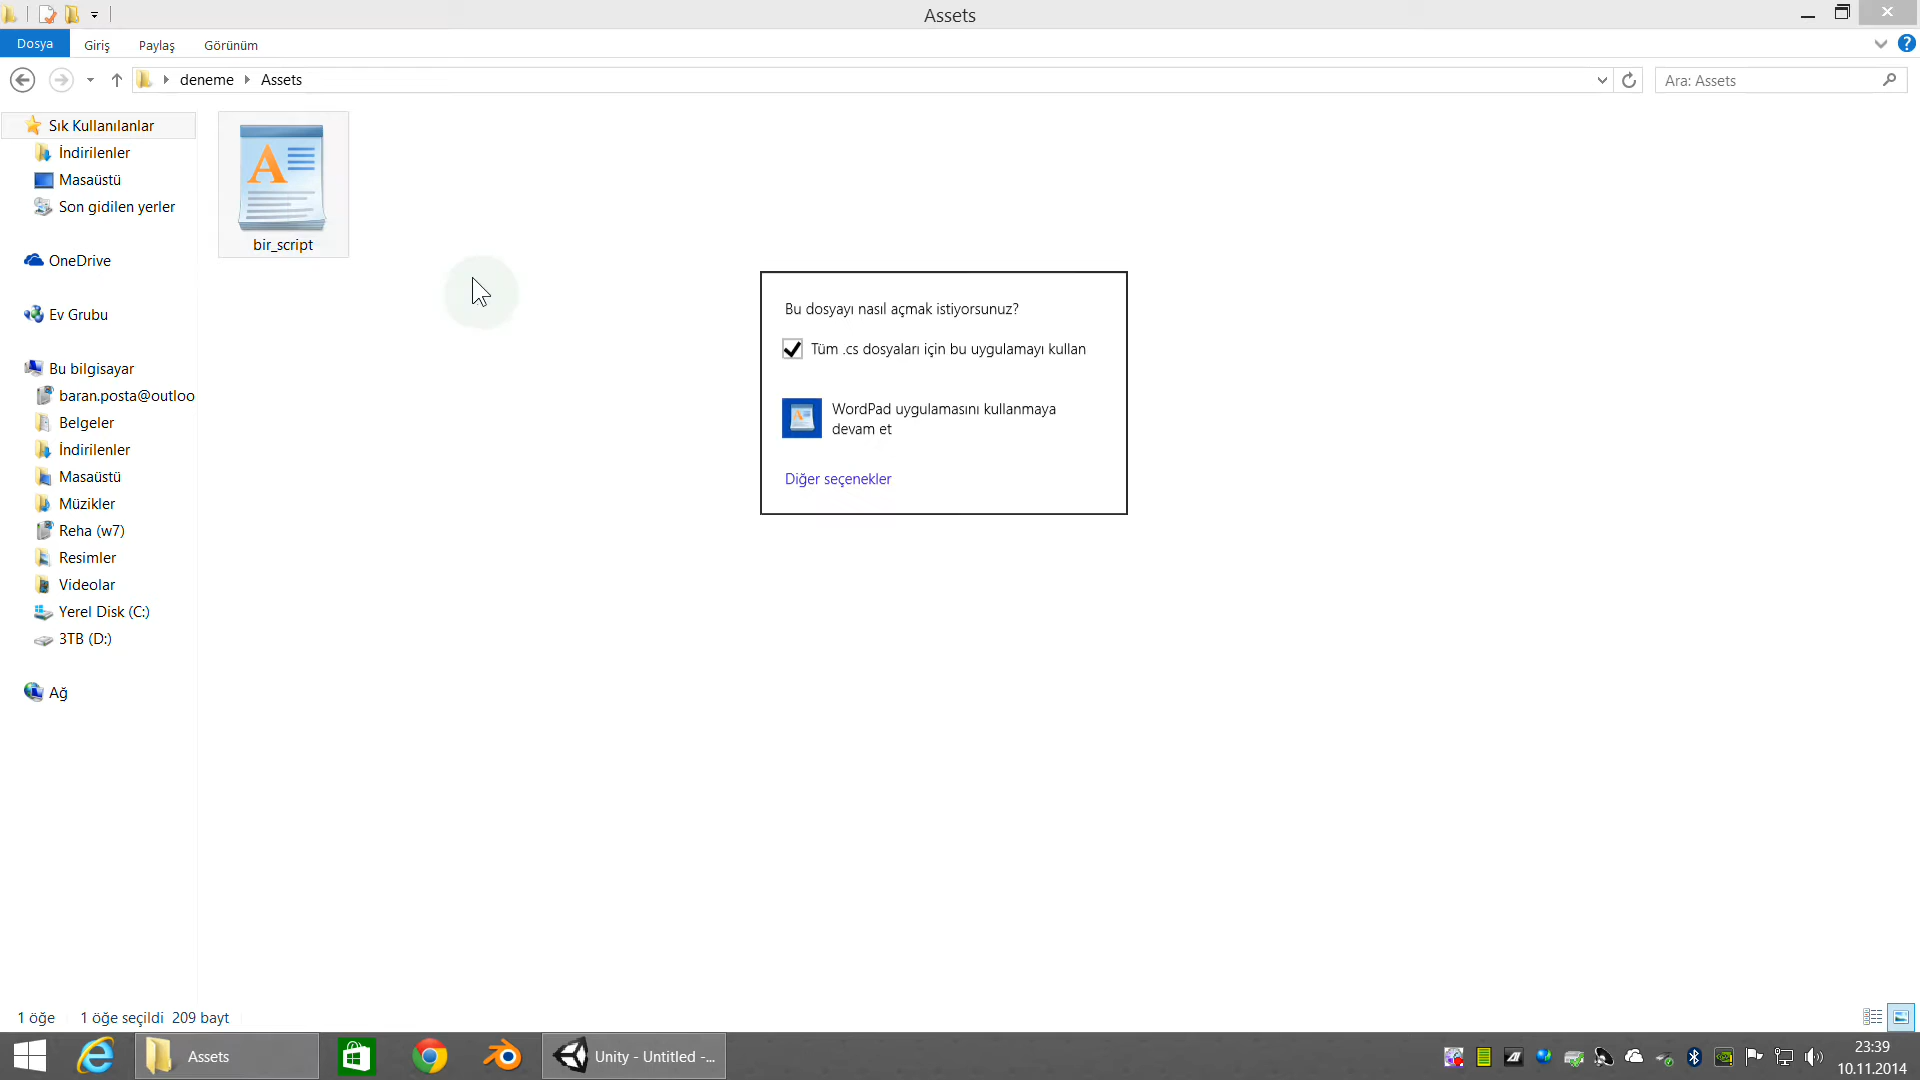 Assets
Dosya
Giriş
Paylaş
Görünüm
deneme
Assets
Ara: Assets
Sık Kullanılanlar
İndirilenler
Masaüstü
Son gidilen yerler
OneDrive
Ev Grubu
Bu bilgisayar
baran.posta@outloo
Belgeler
İndirilenler
Masaüstü
Müzikler
Reha (w7)
Resimler
Videolar
Yerel Disk (C:)
3TB (D:)
Ağ
bir_script
Bu dosyayı nasıl açmak istiyorsunuz?
Tüm .cs dosyaları için bu uygulamayı kullan
WordPad uygulamasını kullanmaya
devam et
Diğer seçenekler
1 öğe
1 öğe seçildi 209 bayt
Assets
Unity - Untitled -...
23:39
10.11.2014